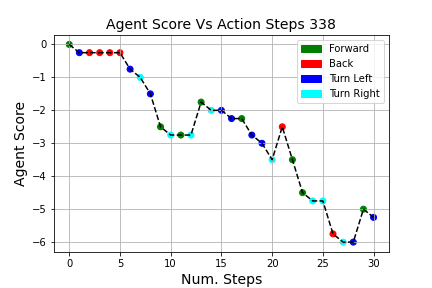 Agent Score Vs Action Steps 338
Agent Score
0
−1
−2
−3
−4
−5
−6
Forward
Back
Turn Left
Turn Right
0 5 10 15 20 25 30
Num. Steps